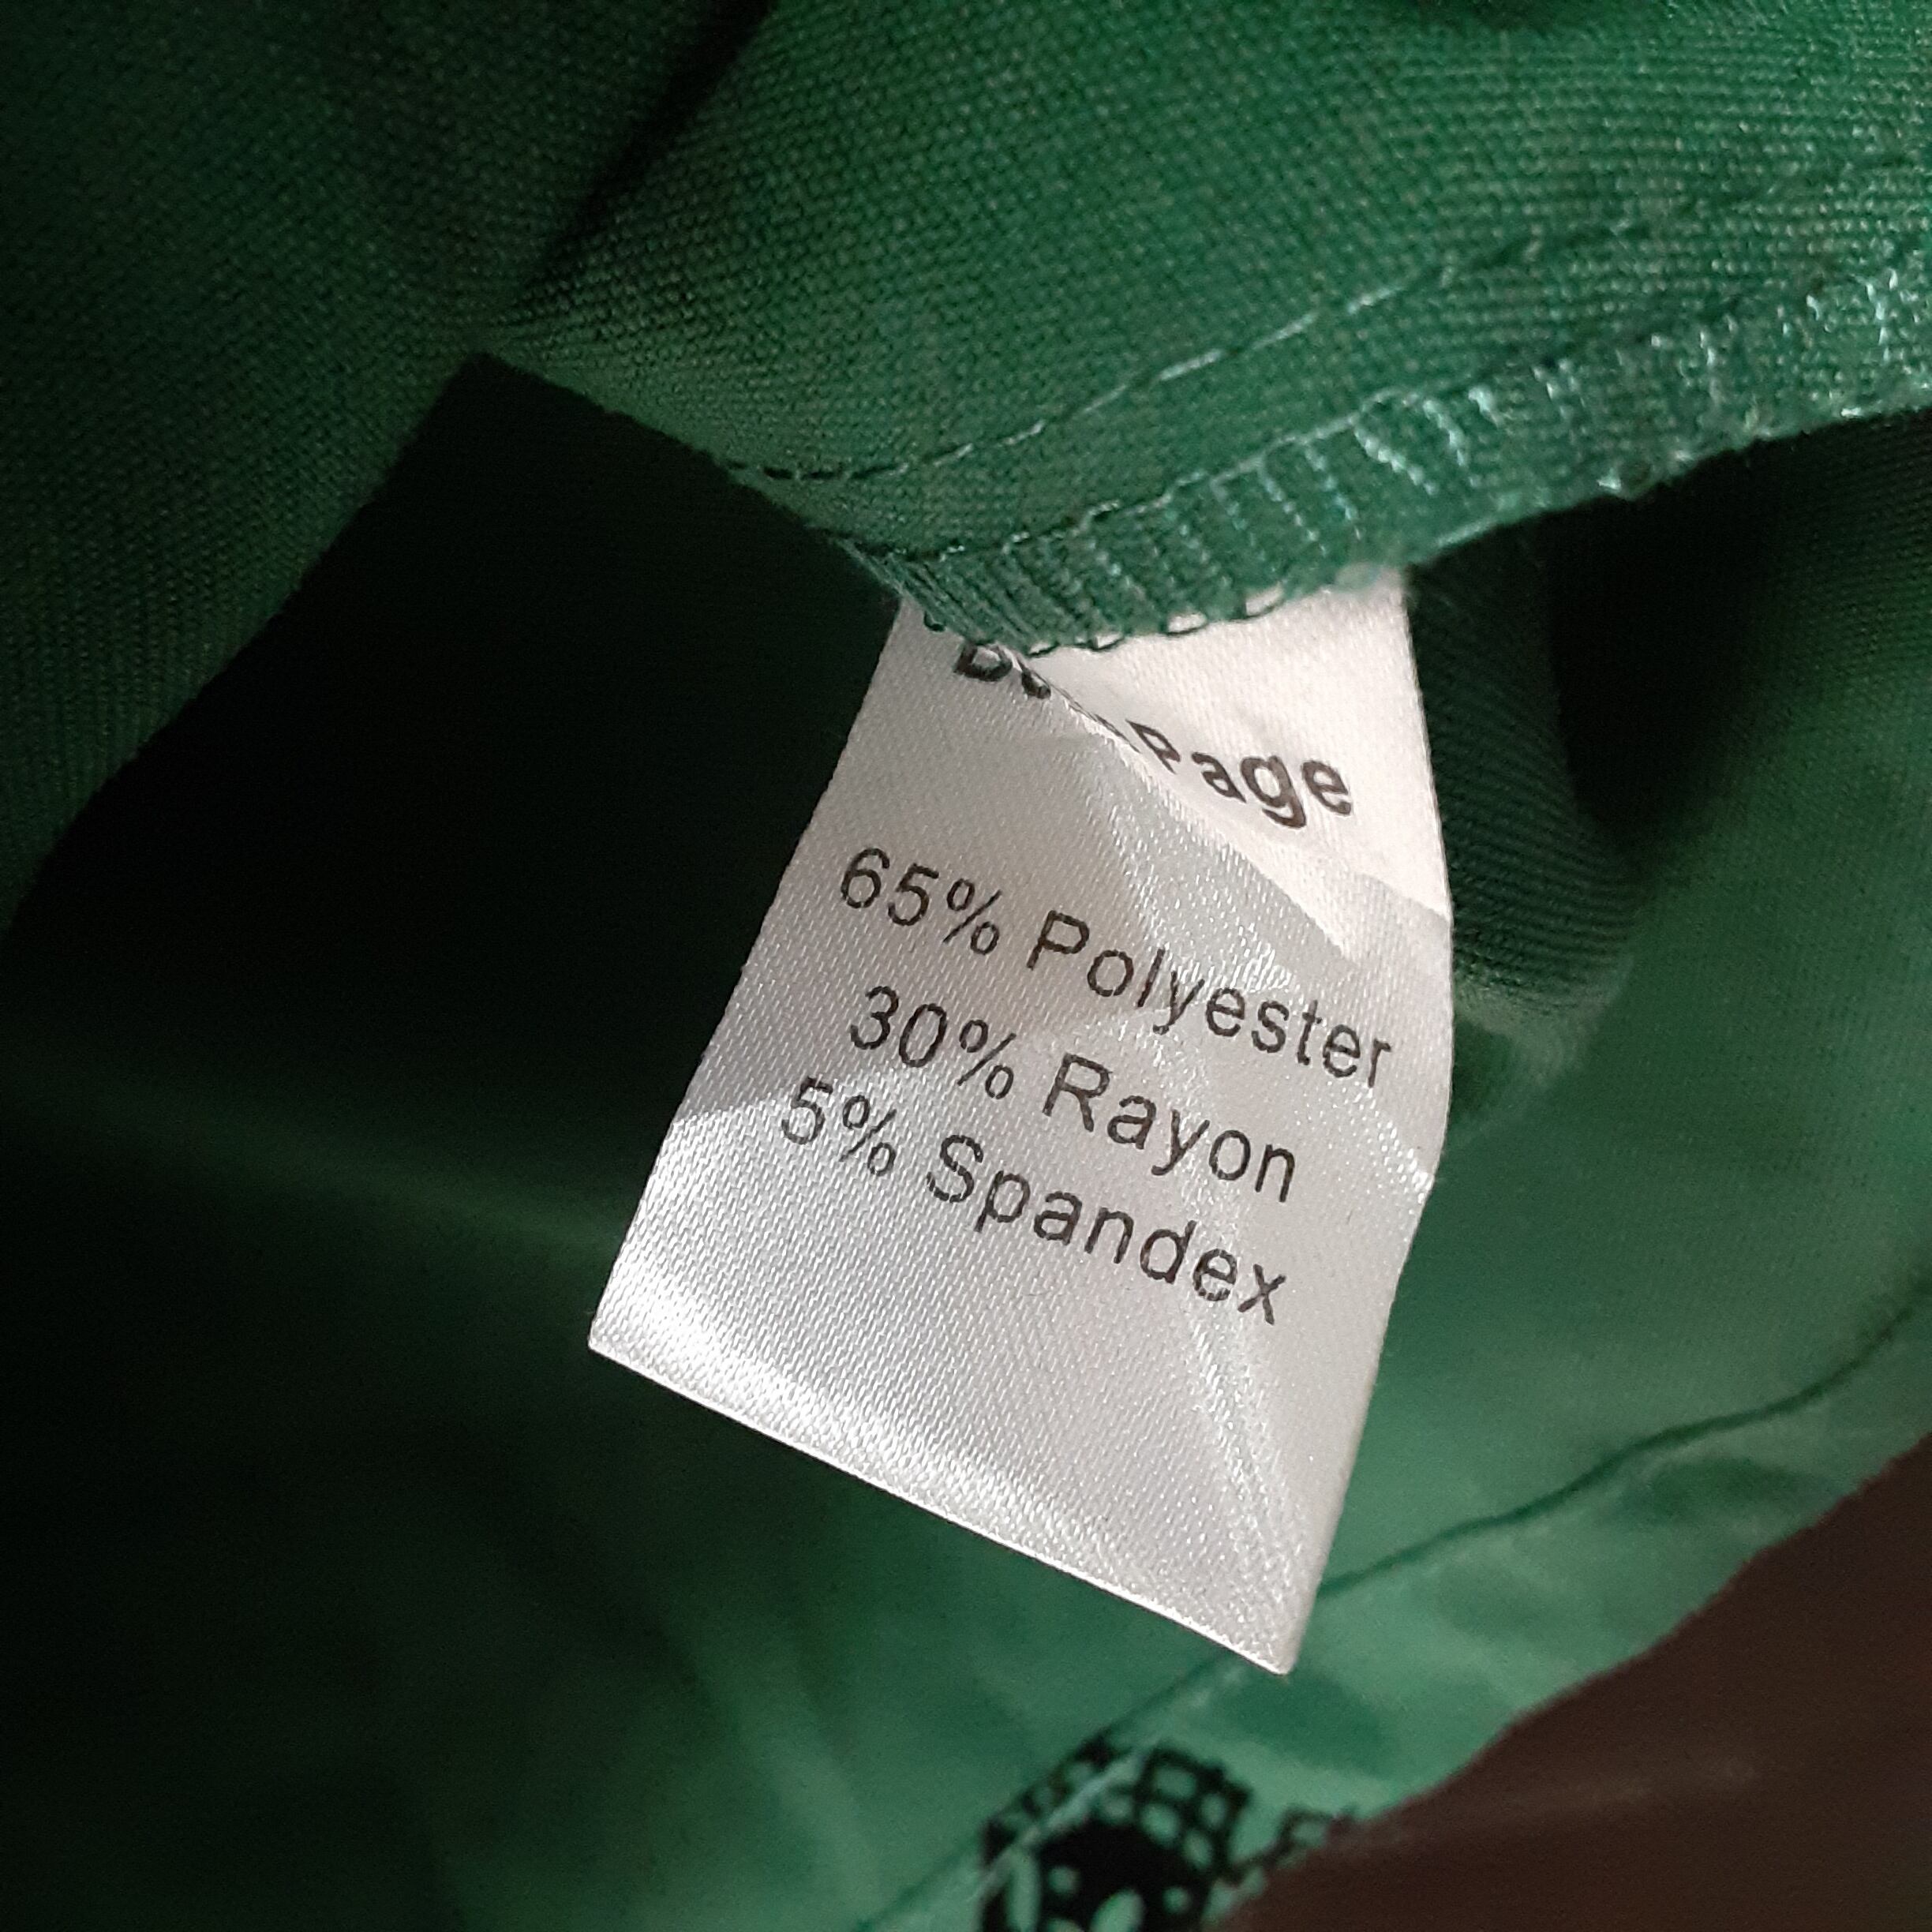 65% Polyester
30% Rayon
5% Spandex